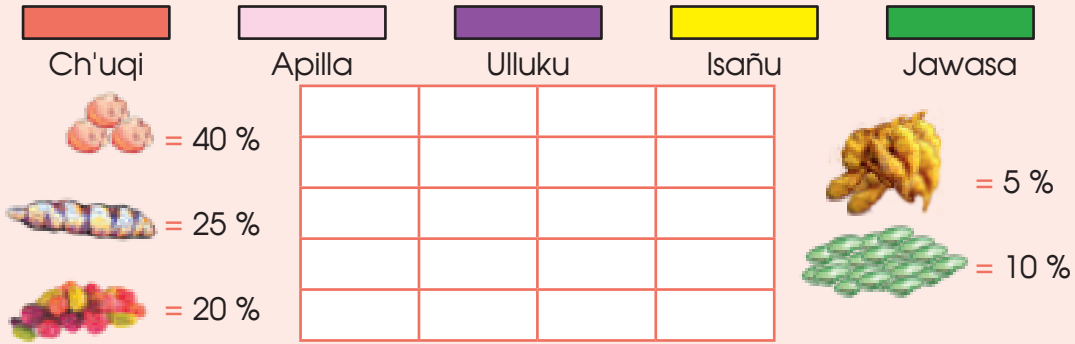 Ch'uqi Apilla Ulluku Isañu Jawasa
= 40 %
= 5 %
= 25 %
= 10 %
= 20 %